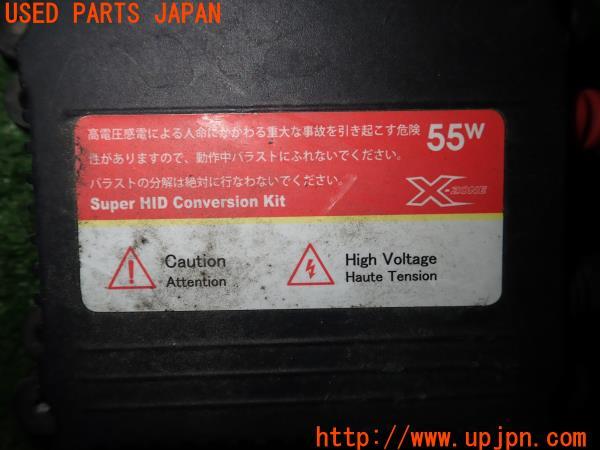 USED PARTS JAPAN
高電圧感電による人命にかかわる重大な事故を引き起こす危険
性がありますので、動作中バラストにふれないでください。
バラストの分解は絶対に行なわないでください。
55W
Super HID Conversion Kit
X-ZONE
Caution
Attention
High Voltage
Haute Tension
http://www.upjpn.com/